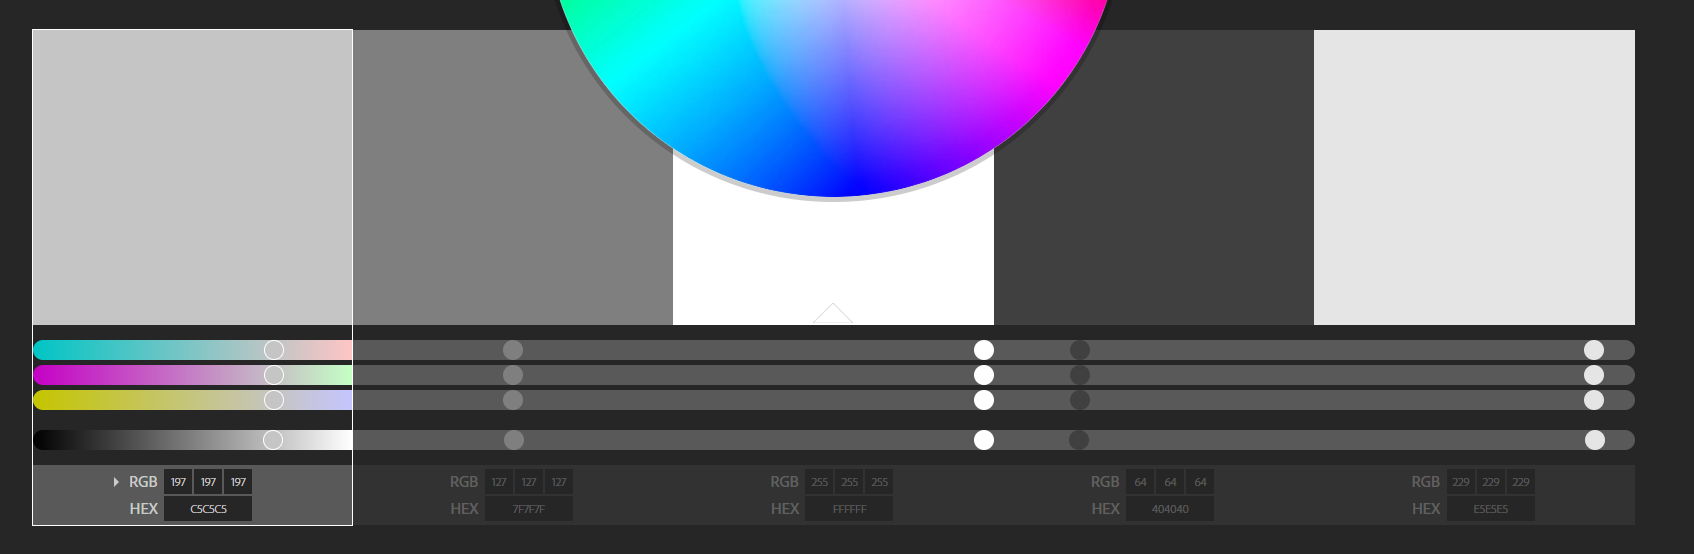 RGB 197 197 197 RGB 127 127 127 RGB 255 255 255 RGB 64 64 64 RGB 229 229 229
HEX C5C5C5 HEX 7F7F7F HEX FFFFFF HEX 404040 HEX E5E5E5